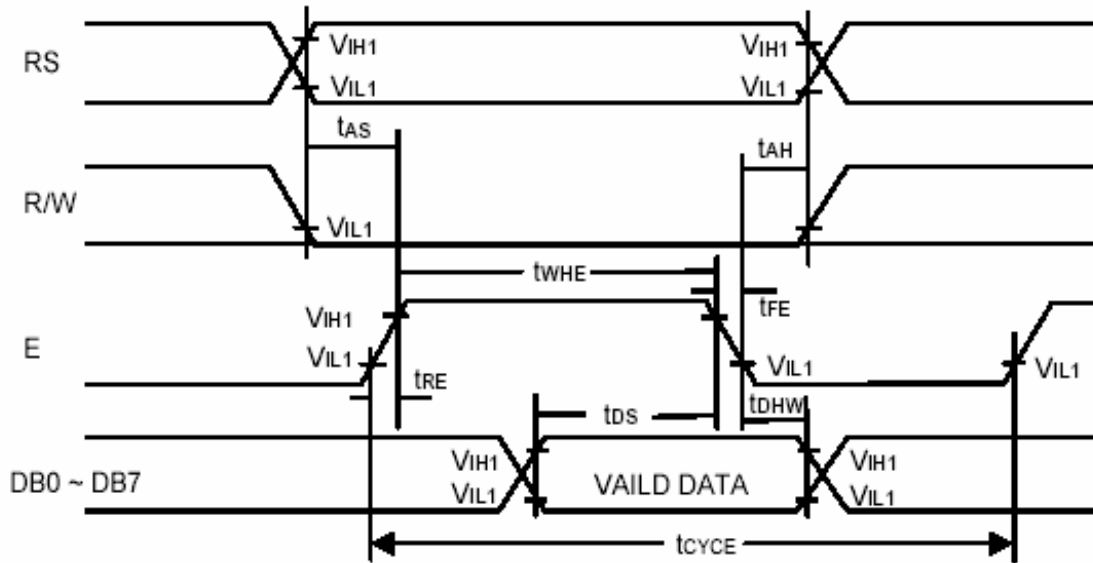 RS
VIH1
VIL1
VIH1
VIL1
tAS
tAH
R/W
VIL1
tWHE
tFE
E
VIH1
VIL1
tRE
VIL1
VIL1
tDS
tDHW
DB0 ~ DB7
VIH1
VIL1
VAILD DATA
VIH1
VIL1
tCYCE